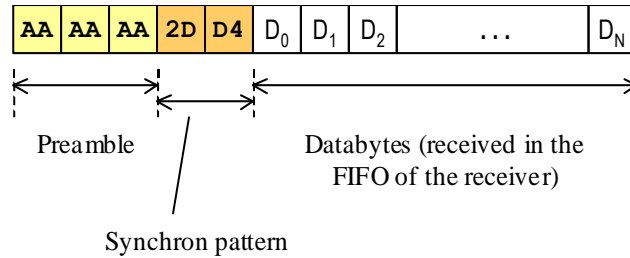 AA AA AA 2D D4 D0 D1 D2 ... DN
Preamble
Databytes (received in the
FIFO of the receiver)
Synchron pattern